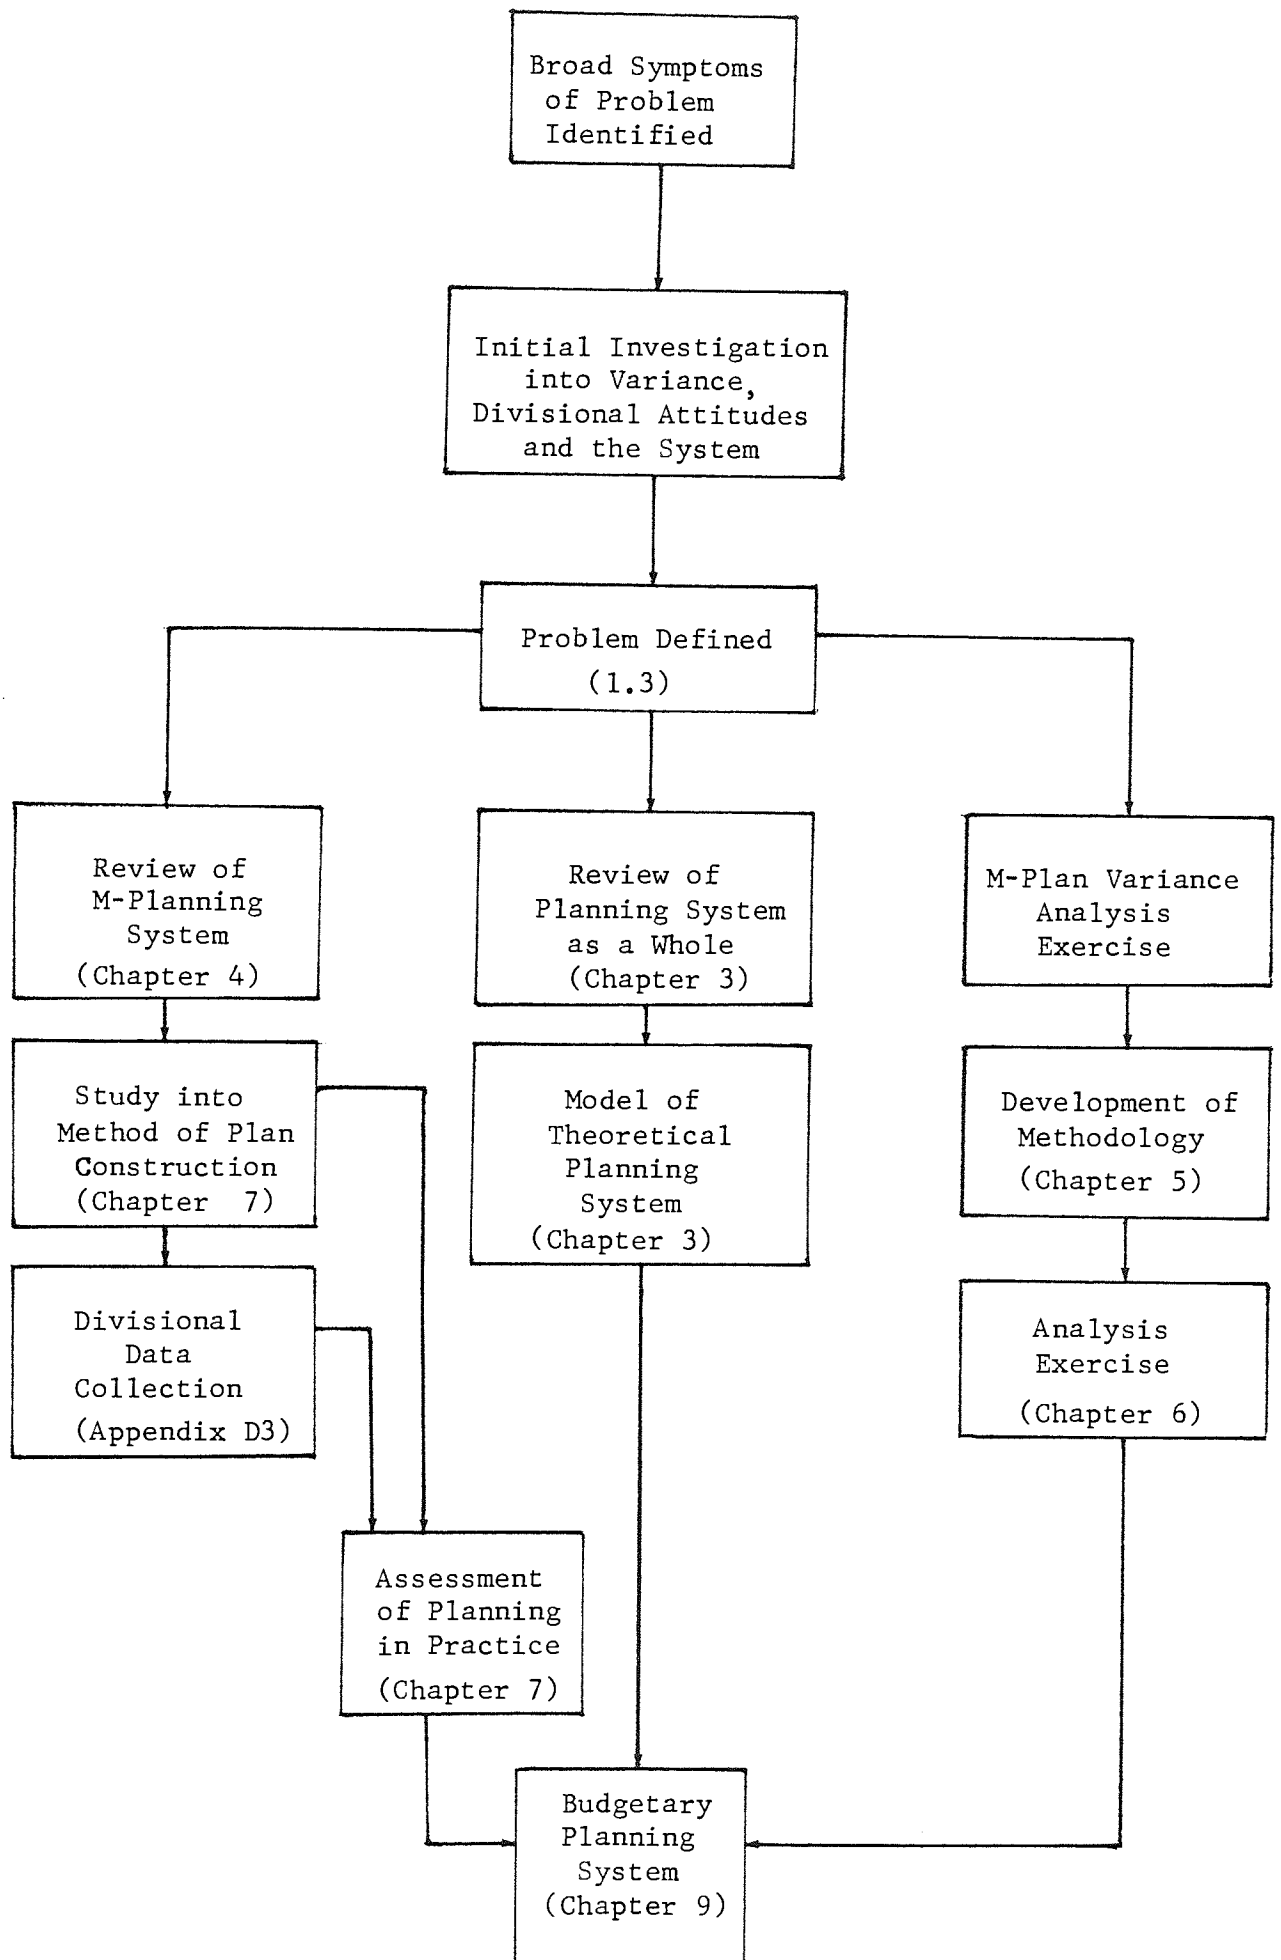 Broad Symptoms
of Problem
Identified
Initial Investigation
into Variance,
Divisional Attitudes
and the System
Problem Defined
(1.3)
Review of
M-Planning
System
(Chapter 4)
Review of
Planning System
as a Whole
(Chapter 3)
M-Plan Variance
Analysis
Exercise
Study into
Method of Plan
Construction
(Chapter 7)
Model of
Theoretical
Planning
System
(Chapter 3)
Development of
Methodology
(Chapter 5)
Divisional
Data
Collection
(Appendix D3)
Analysis
Exercise
(Chapter 6)
Assessment
of Planning
in Practice
(Chapter 7)
Budgetary
Planning
System
(Chapter 9)